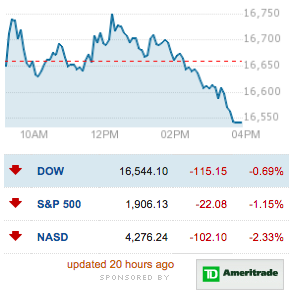 16,750
16,700
16,650
16,600
16,550
10AM 12PM 02PM 04PM
DOW 16,544.10 -115.15 -0.69%
S&P 500 1,906.13 -22.08 -1.15%
NASD 4,276.24 -102.10 -2.33%
updated 20 hours ago
SPONSORED BY
TD Ameritrade